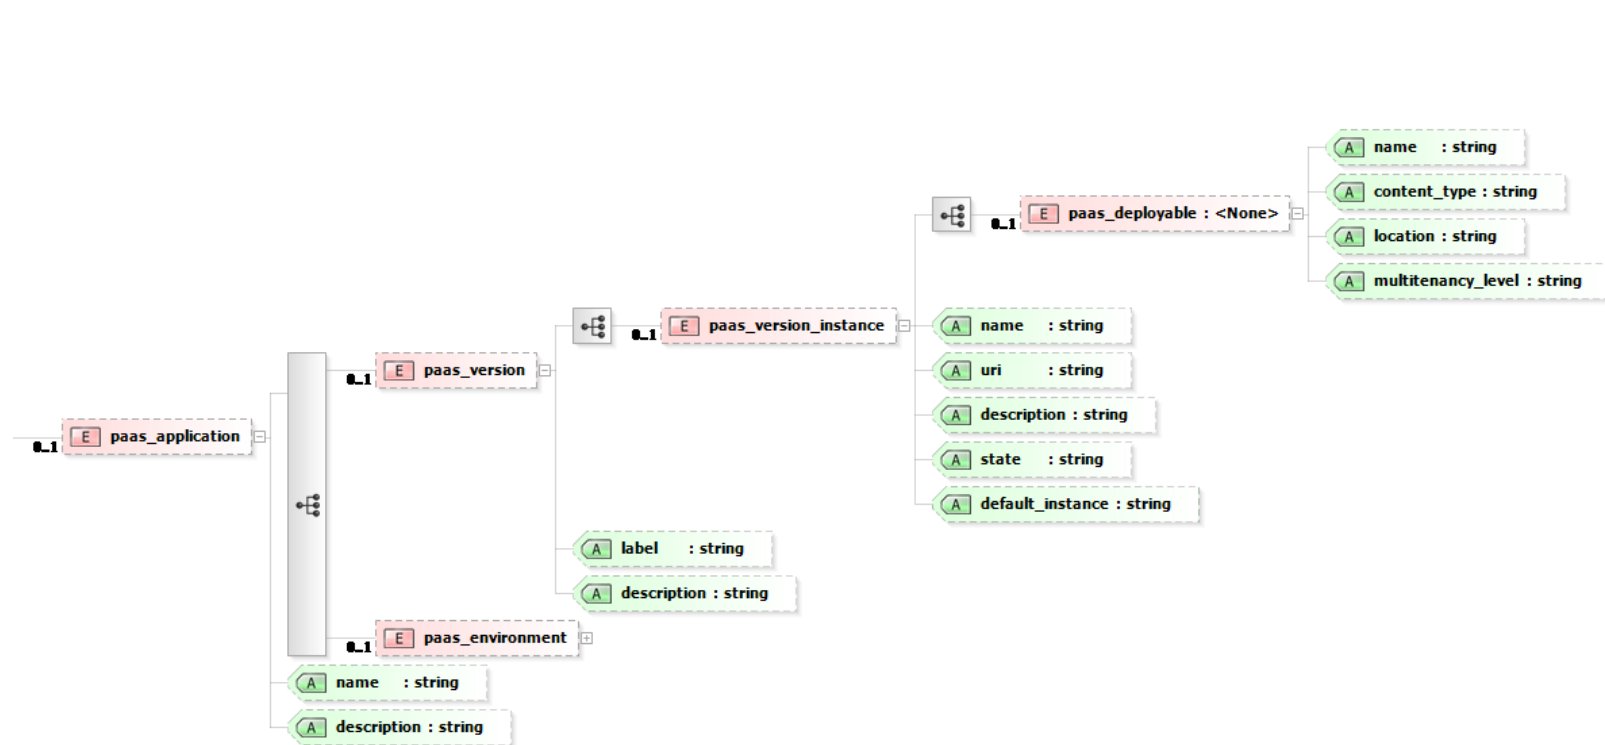 A name : string
A content_type : string
E paas_deployable : <None>
0..1
A location : string
A multitenancy_level : string
E paas_version_instance
0..1
A name : string
E paas_version
0..1
A uri : string
A description : string
E paas_application
0..1
A state : string
A default_instance : string
A label : string
A description : string
E paas_environment
0..1
A name : string
A description : string